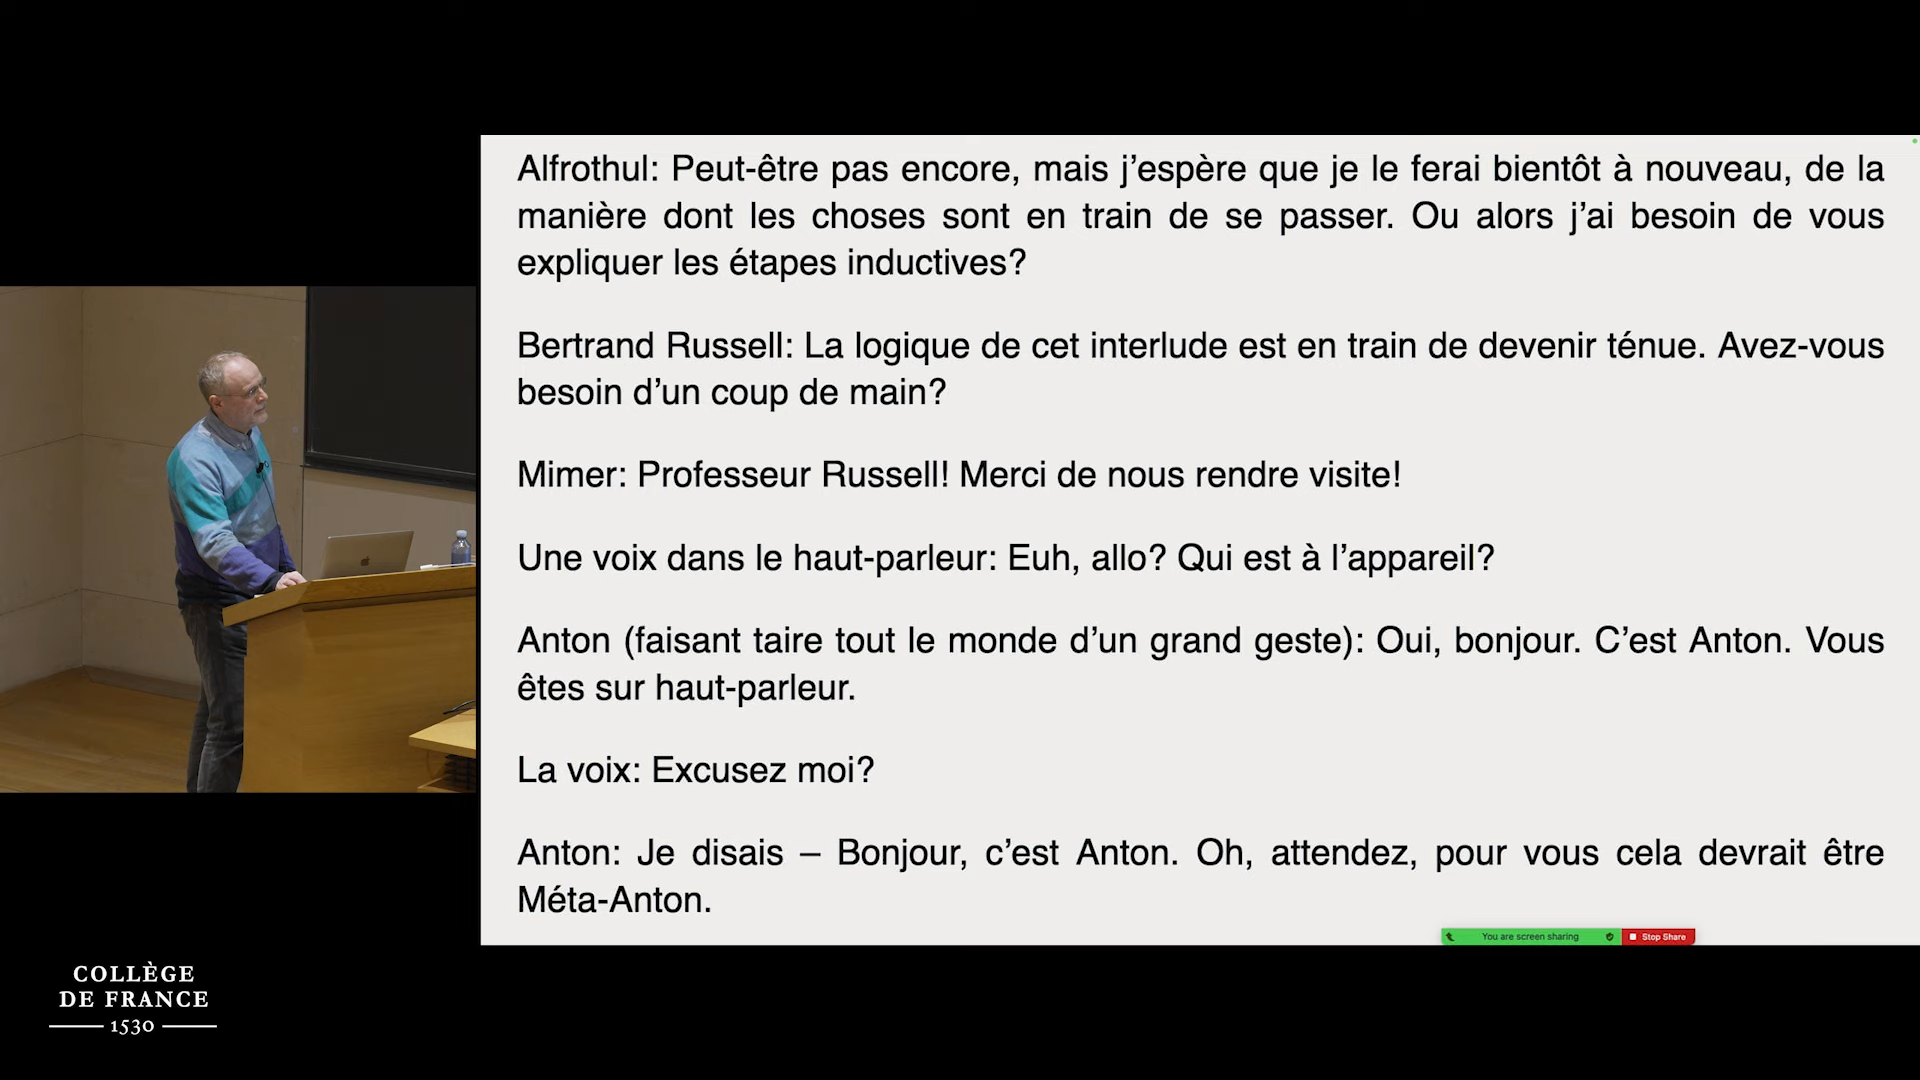 Alfrothul: Peut-être pas encore, mais j’espère que je le ferai bientôt à nouveau, de la
manière dont les choses sont en train de se passer. Ou alors j’ai besoin de vous
expliquer les étapes inductives?
Bertrand Russell: La logique de cet interlude est en train de devenir ténue. Avez-vous
besoin d’un coup de main?
Mimer: Professeur Russell! Merci de nous rendre visite!
Une voix dans le haut-parleur: Euh, allo? Qui est à l’appareil?
Anton (faisant taire tout le monde d’un grand geste): Oui, bonjour. C’est Anton. Vous
êtes sur haut-parleur.
La voix: Excusez moi?
Anton: Je disais – Bonjour, c’est Anton. Oh, attendez, pour vous cela devrait être
Méta-Anton.
You are screen sharing Stop Share
COLLÈGE
DE FRANCE
1530